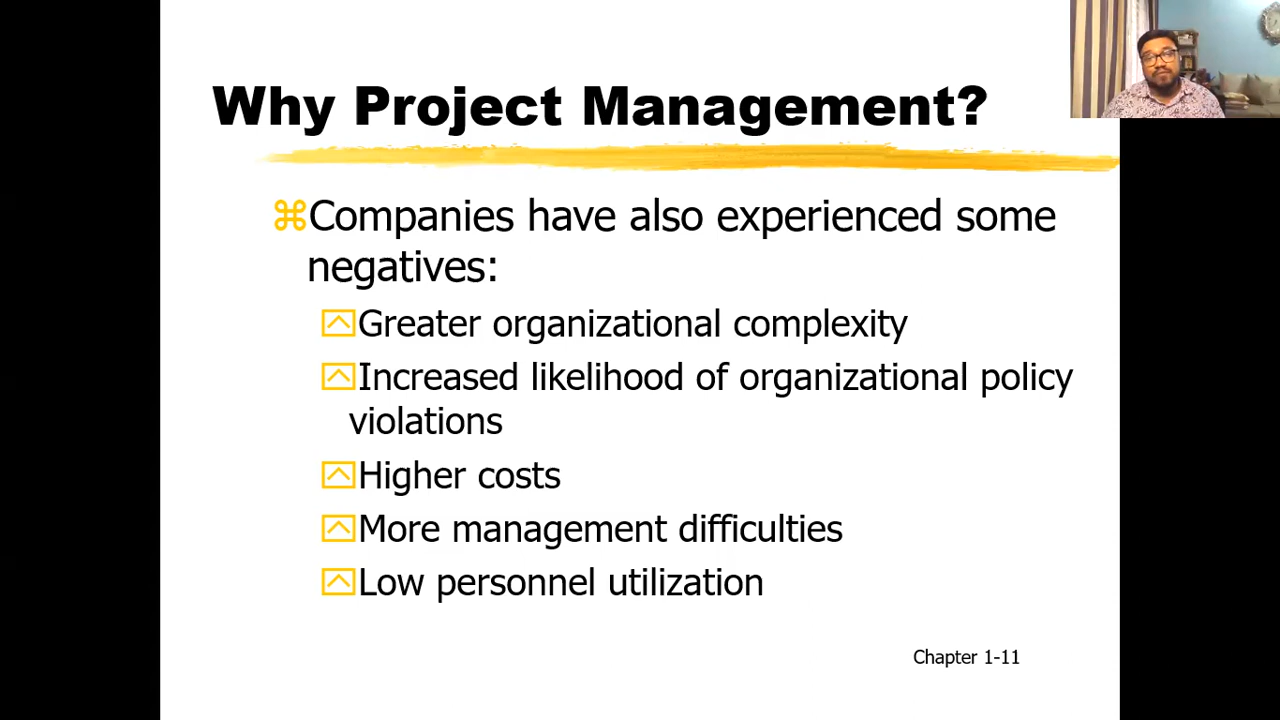 Why Project Management?
Companies have also experienced some
negatives:
Greater organizational complexity
Increased likelihood of organizational policy
violations
Higher costs
More management difficulties
Low personnel utilization
Chapter 1-11